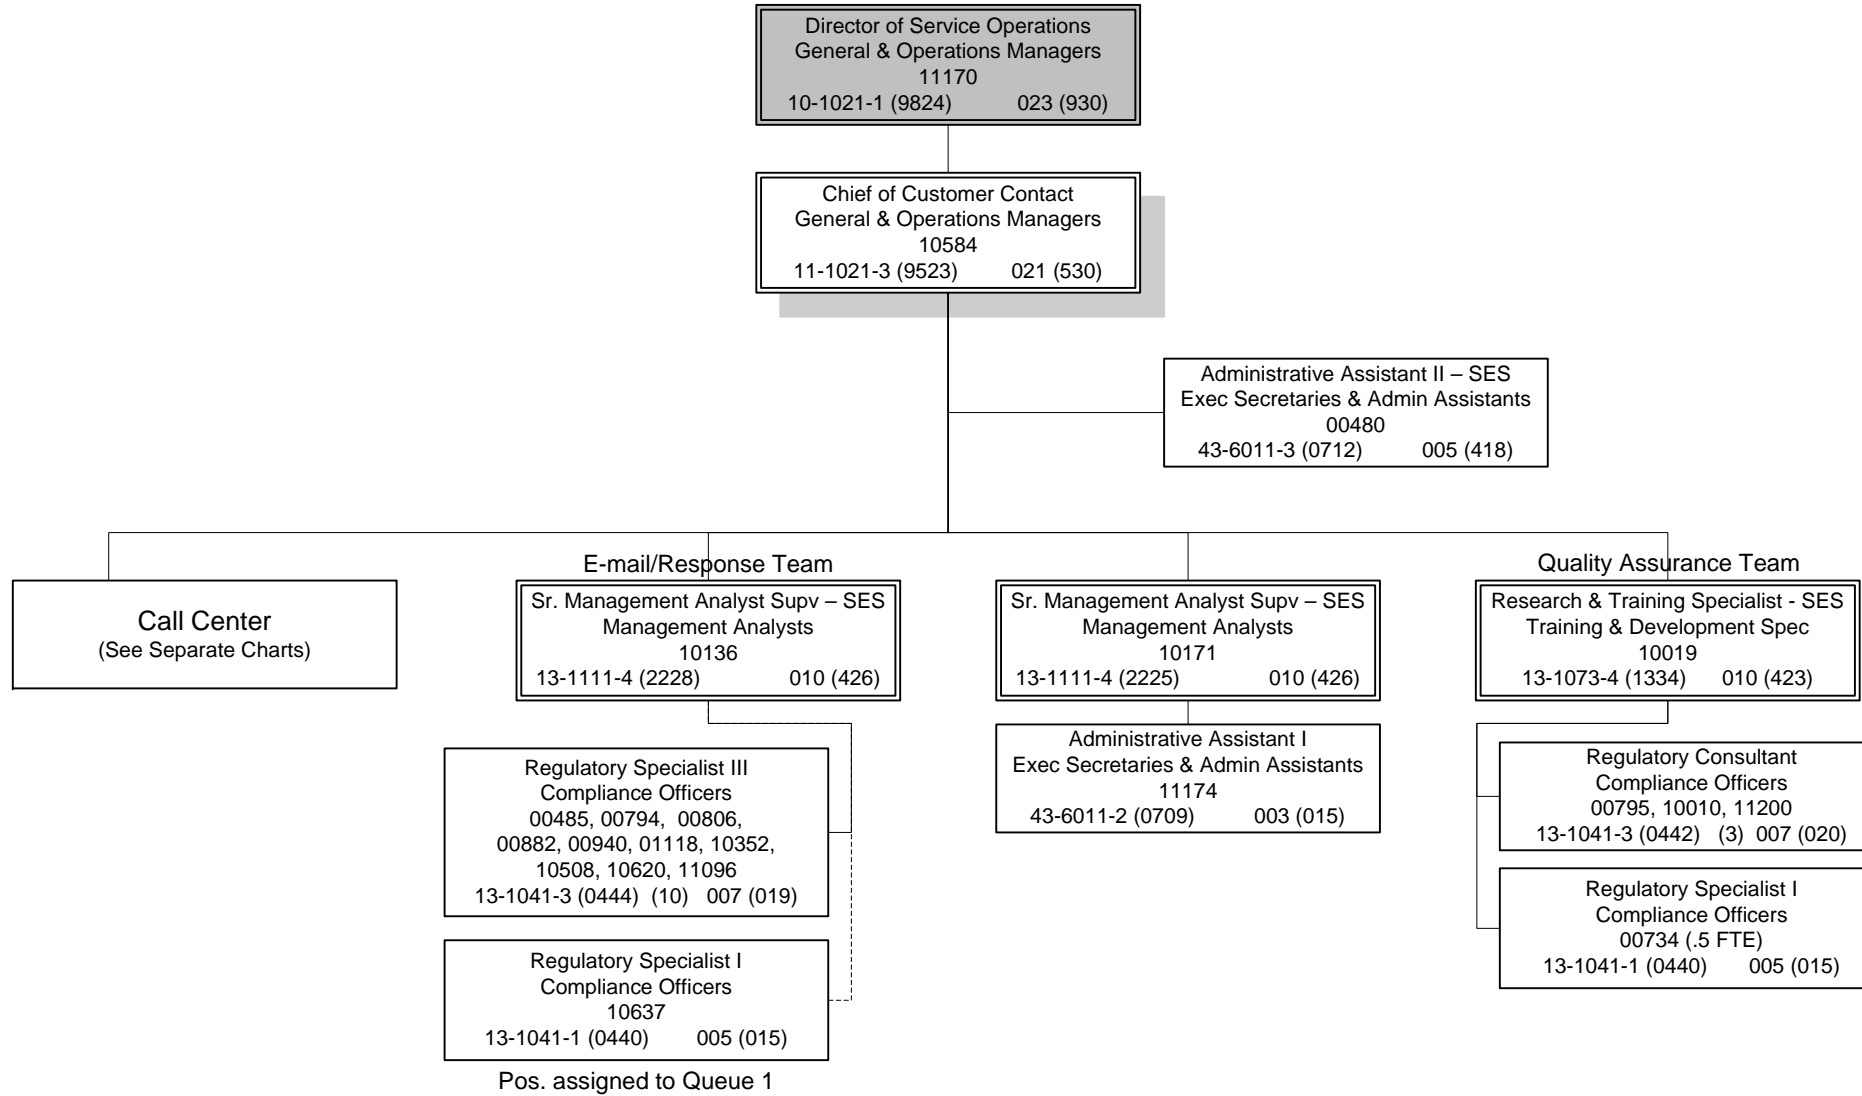 Director of Service Operations
General & Operations Managers
11170
10-1021-1 (9824) 023 (930)
Chief of Customer Contact
General & Operations Managers
10584
11-1021-3 (9523) 021 (530)
Administrative Assistant II – SES
Exec Secretaries & Admin Assistants
00480
43-6011-3 (0712) 005 (418)
Call Center
(See Separate Charts)
E-mail/Response Team
Sr. Management Analyst Supv – SES
Management Analysts
10136
13-1111-4 (2228) 010 (426)
Regulatory Specialist III
Compliance Officers
00485, 00794, 00806,
00882, 00940, 01118, 10352,
10508, 10620, 11096
13-1041-3 (0444) (10) 007 (019)
Regulatory Specialist I
Compliance Officers
10637
13-1041-1 (0440) 005 (015)
Pos. assigned to Queue 1
Sr. Management Analyst Supv – SES
Management Analysts
10171
13-1111-4 (2225) 010 (426)
Administrative Assistant I
Exec Secretaries & Admin Assistants
11174
43-6011-2 (0709) 003 (015)
Quality Assurance Team
Research & Training Specialist - SES
Training & Development Spec
10019
13-1073-4 (1334) 010 (423)
Regulatory Consultant
Compliance Officers
00795, 10010, 11200
13-1041-3 (0442) (3) 007 (020)
Regulatory Specialist I
Compliance Officers
00734 (.5 FTE)
13-1041-1 (0440) 005 (015)